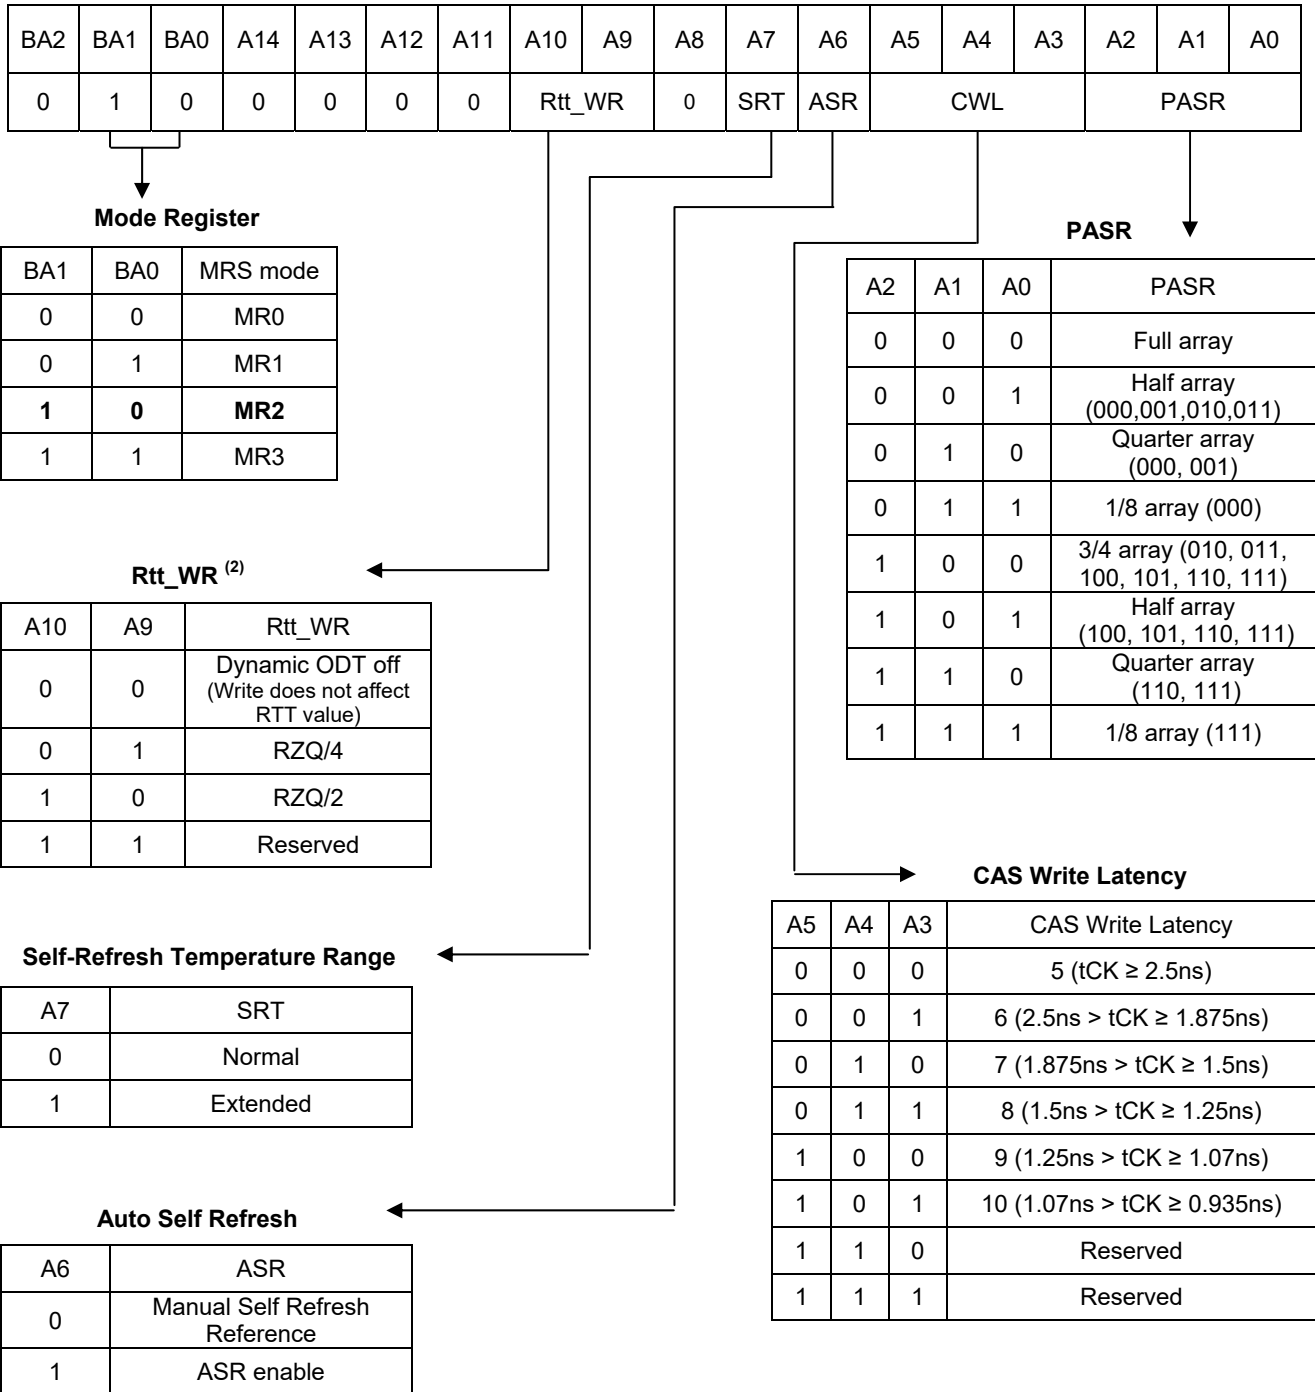 BA2 BA1 BA0 A14 A13 A12 A11 A10 A9 A8 A7 A6 A5 A4 A3 A2 A1 A0
0 1 0 0 0 0 0 Rtt_WR 0 SRT ASR CWL PASR
Mode Register
BA1 BA0 MRS mode
0 0 MR0
0 1 MR1
1 0 MR2
1 1 MR3
PASR
A2 A1 A0 PASR
0 0 0 Full array
0 0 1 Half array
(000,001,010,011)
0 1 0 Quarter array
(000, 001)
0 1 1 1/8 array (000)
1 0 0 3/4 array (010, 011,
100, 101, 110, 111)
1 0 1 Half array
(100, 101, 110, 111)
1 1 0 Quarter array
(110, 111)
1 1 1 1/8 array (111)
Rtt_WR (2)
A10 A9 Rtt_WR
0 0 Dynamic ODT off
(Write does not affect
RTT value)
0 1 RZQ/4
1 0 RZQ/2
1 1 Reserved
CAS Write Latency
A5 A4 A3 CAS Write Latency
0 0 0 5 (tCK ≥ 2.5ns)
0 0 1 6 (2.5ns > tCK ≥ 1.875ns)
0 1 0 7 (1.875ns > tCK ≥ 1.5ns)
0 1 1 8 (1.5ns > tCK ≥ 1.25ns)
1 0 0 9 (1.25ns > tCK ≥ 1.07ns)
1 0 1 10 (1.07ns > tCK ≥ 0.935ns)
1 1 0 Reserved
1 1 1 Reserved
Self-Refresh Temperature Range
A7 SRT
0 Normal
1 Extended
Auto Self Refresh
A6 ASR
0 Manual Self Refresh
Reference
1 ASR enable